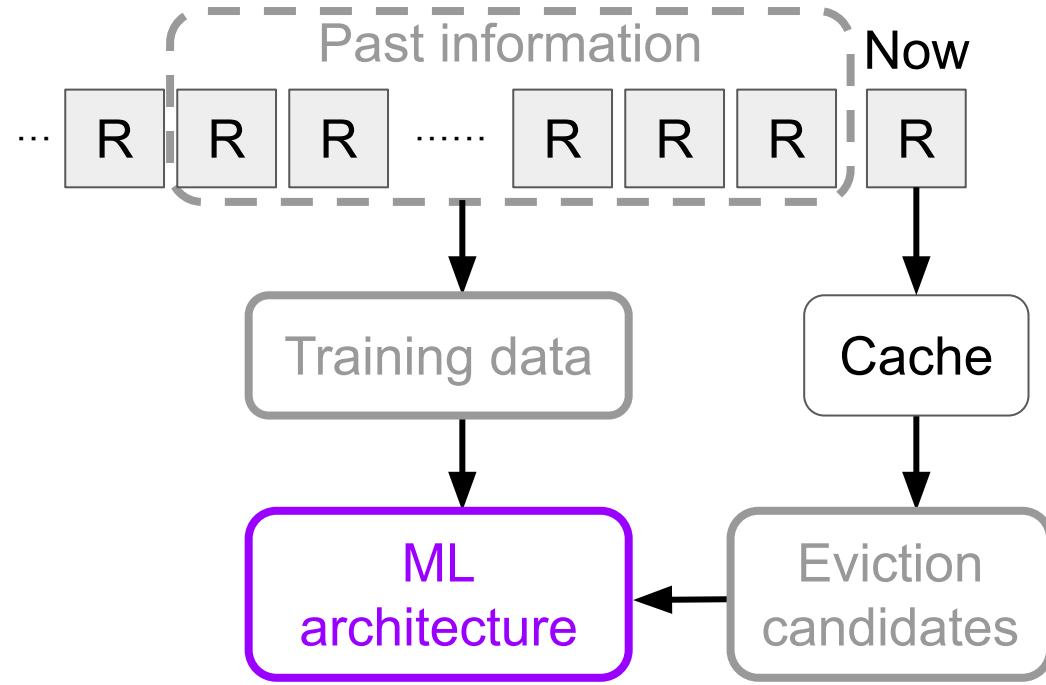 Past information
Now
... R R R ...... R R R R
Training data
Cache
ML
architecture
Eviction
candidates